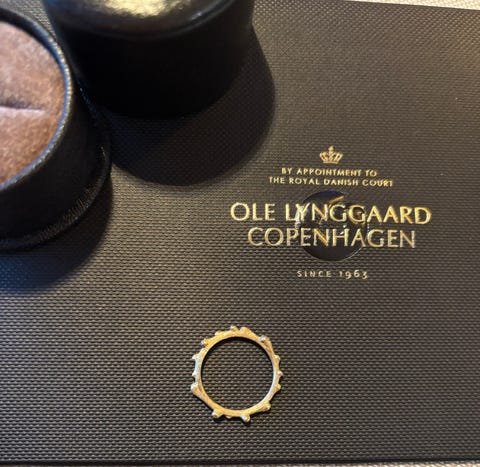 BY APPOINTMENT TO
THE ROYAL DANISH COURT
OLE LYNGGAARD
COPENHAGEN
SINCE 1963